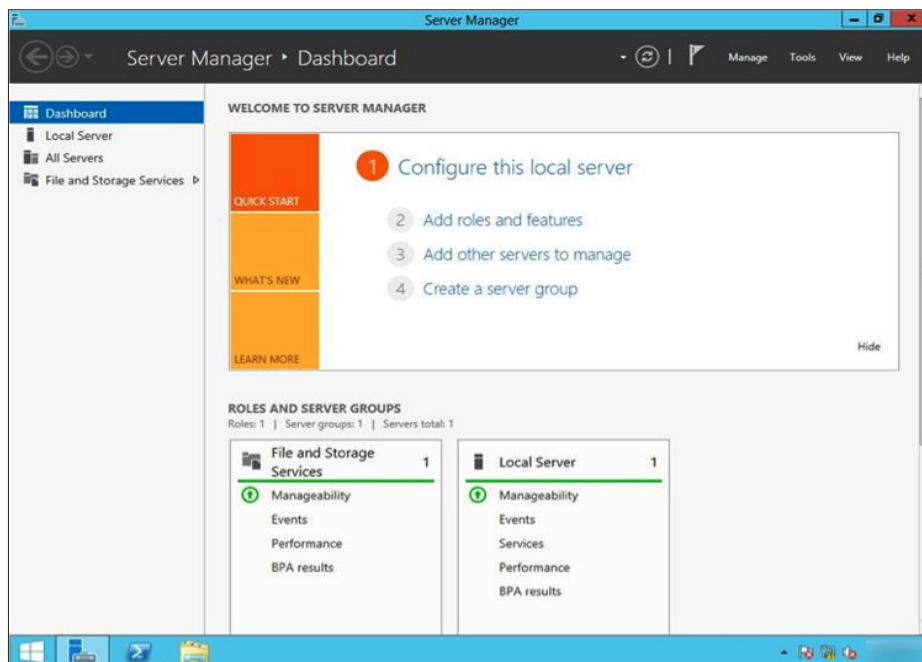 Server Manager
Server Manager ‣ Dashboard
Manage
Tools
View
Help
Dashboard
Local Server
All Servers
File and Storage Services
WELCOME TO SERVER MANAGER
QUICK START
WHAT'S NEW
LEARN MORE
1 Configure this local server
2 Add roles and features
3 Add other servers to manage
4 Create a server group
Hide
ROLES AND SERVER GROUPS
Roles: 1 | Server groups: 1 | Servers total: 1
File and Storage
Services 1
Manageability
Events
Performance
BPA results
Local Server 1
Manageability
Events
Services
Performance
BPA results